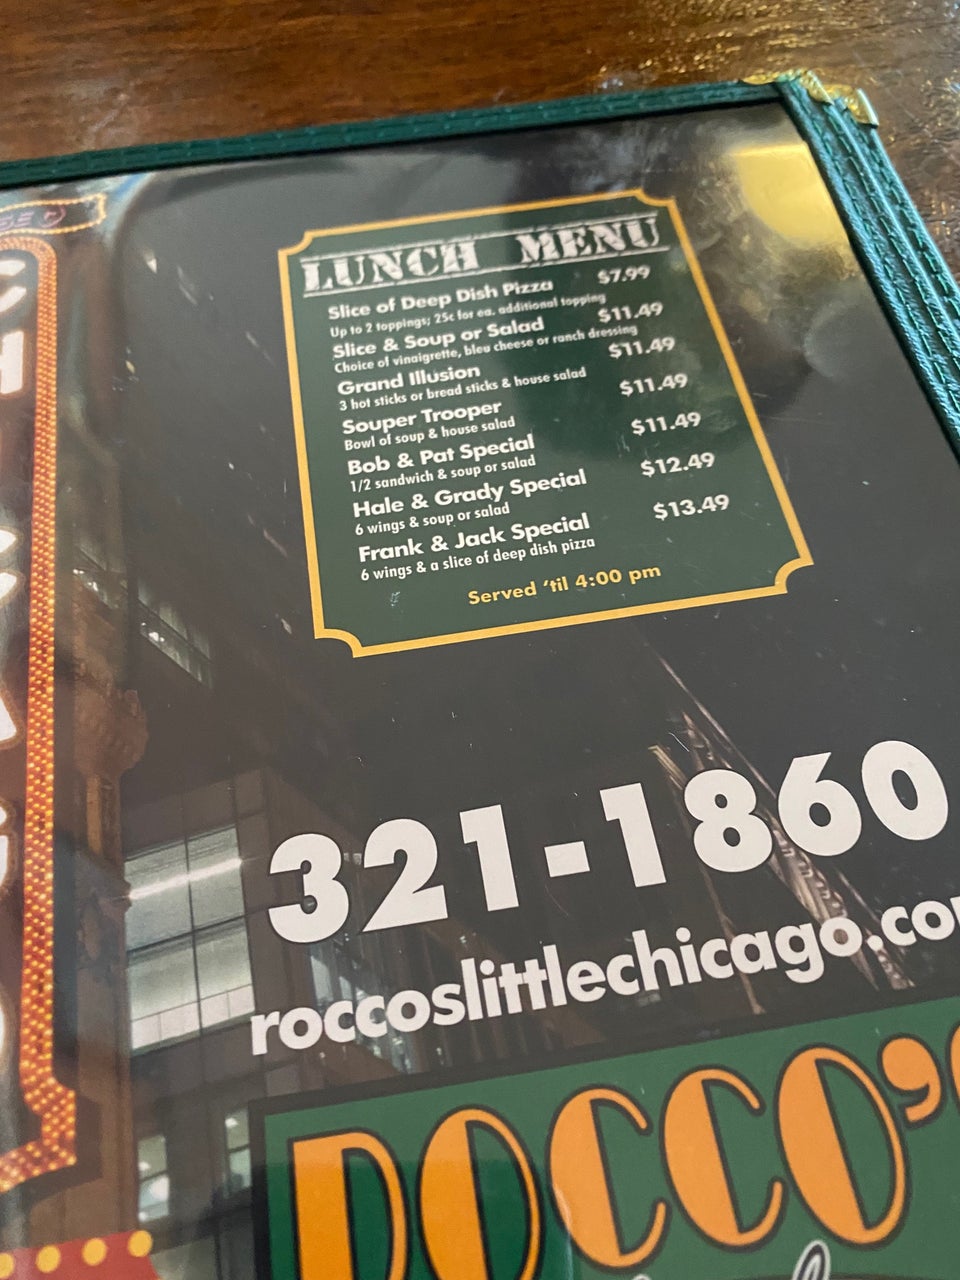 LUNCH MENU
Slice of Deep Dish Pizza $7.99
Up to 2 toppings; 25¢ for ea. additional topping
Slice & Soup or Salad $11.49
Choice of vinaigrette, bleu cheese or ranch dressing
Grand Illusion $11.49
3 hot sticks or bread sticks & house salad
Souper Trooper $11.49
Bowl of soup & house salad
Bob & Pat Special $11.49
1/2 sandwich & soup or salad
Hale & Grady Special $12.49
6 wings & soup or salad
Frank & Jack Special $13.49
6 wings & a slice of deep dish pizza
Served 'til 4:00 pm
321-1860
roccoslittlechicago.co
ROCCO'